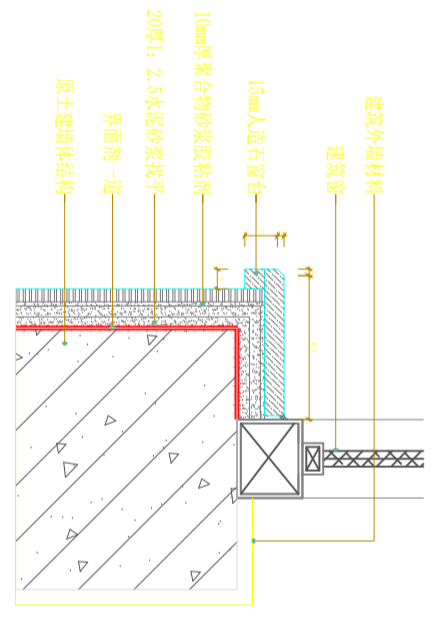 建筑外墙材料
建筑窗
15mm人造石窗台
10mm厚聚合物砂浆胶粘剂
20厚1：2.5水泥砂浆找平
界面剂一道
原土建墙体结构